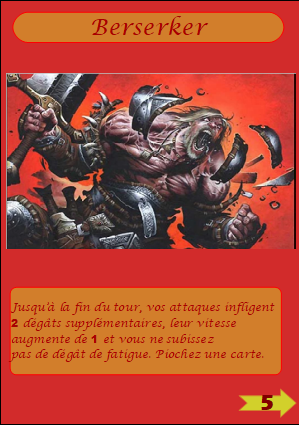 Berserker
Jusqu'à la fin du tour, vos attaques infligent
2 dégâts supplémentaires, leur vitesse
augmente de 1 et vous ne subissez
pas de dégât de fatigue. Piochez une carte.
5